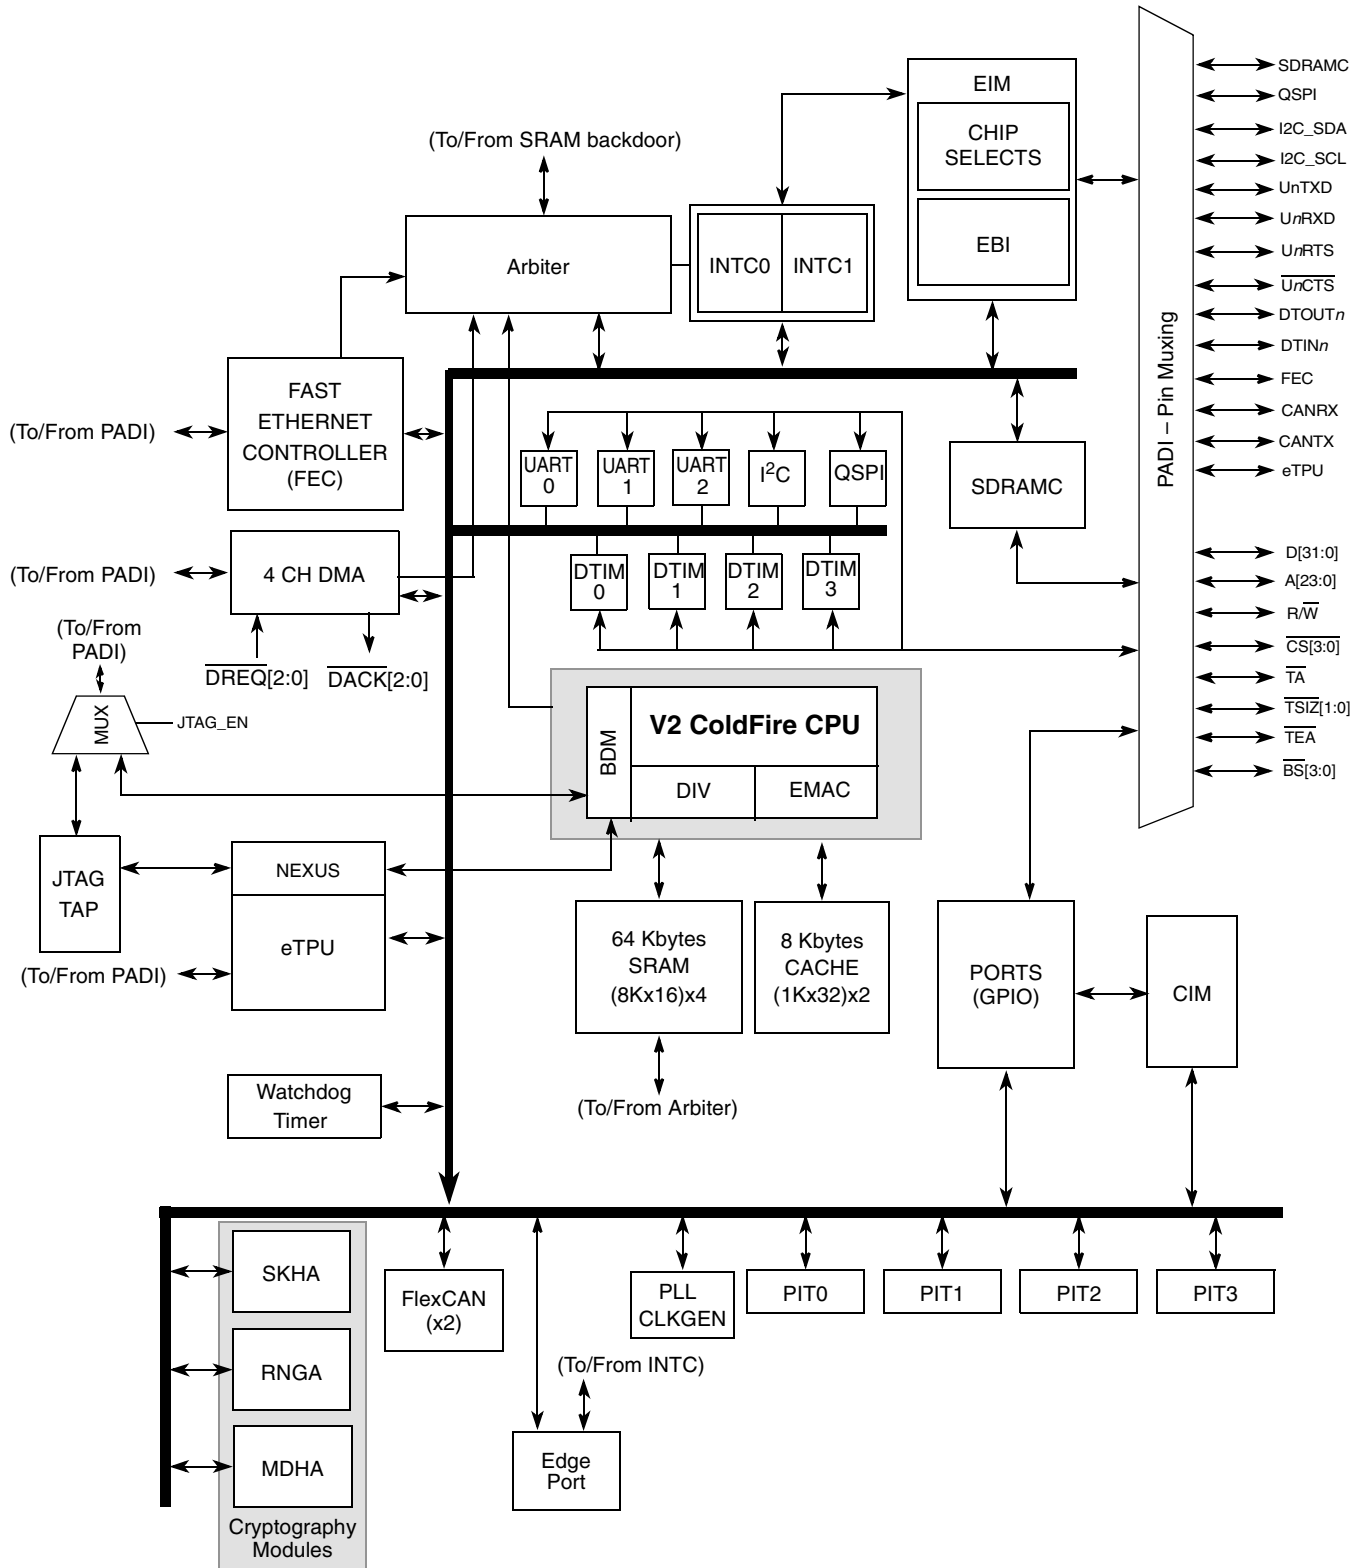 EIM
CHIP
SELECTS
EBI
(To/From SRAM backdoor)
Arbiter
INTC0
INTC1
FAST
ETHERNET
CONTROLLER
(FEC)
(To/From PADI)
UART
0
UART
1
UART
2
I²C
QSPI
SDRAMC
4 CH DMA
(To/From PADI)
DTIM
0
DTIM
1
DTIM
2
DTIM
3
(To/From
PADI)
DREQ[2:0]
DACK[2:0]
MUX
JTAG_EN
BDM
V2 ColdFire CPU
DIV
EMAC
JTAG
TAP
NEXUS
eTPU
(To/From PADI)
64 Kbytes
SRAM
(8Kx16)x4
8 Kbytes
CACHE
(1Kx32)x2
PORTS
(GPIO)
CIM
(To/From Arbiter)
Watchdog
Timer
SKHA
RNGA
MDHA
Cryptography
Modules
FlexCAN
(x2)
PLL
CLKGEN
PIT0
PIT1
PIT2
PIT3
(To/From INTC)
Edge
Port
PADI – Pin Muxing
SDRAMC
QSPI
I2C_SDA
I2C_SCL
UnTXD
UnRXD
UnRTS
UnCTS
DTOUTn
DTINn
FEC
CANRX
CANTX
eTPU
D[31:0]
A[23:0]
R/W
CS[3:0]
TA
TSIZ[1:0]
TEA
BS[3:0]